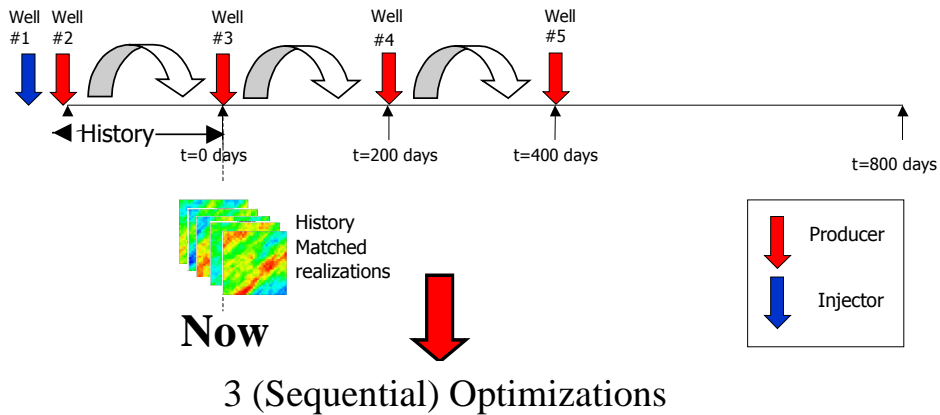 Well
#1
Well
#2
Well
#3
Well
#4
Well
#5
History
t=0 days
t=200 days
t=400 days
t=800 days
History
Matched
realizations
Producer
Injector
Now
3 (Sequential) Optimizations